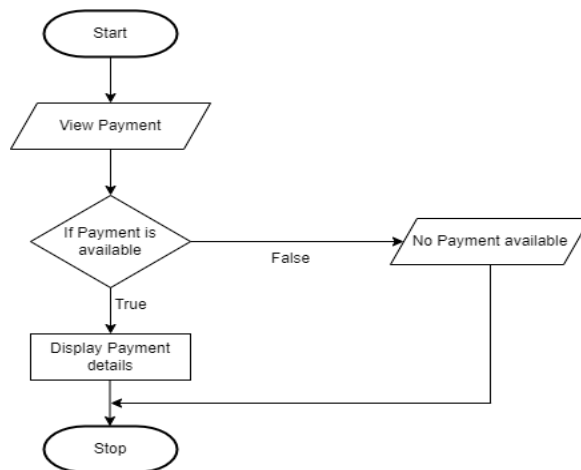 Start
View Payment
If Payment is
available
No Payment available
False
True
Display Payment
details
Stop